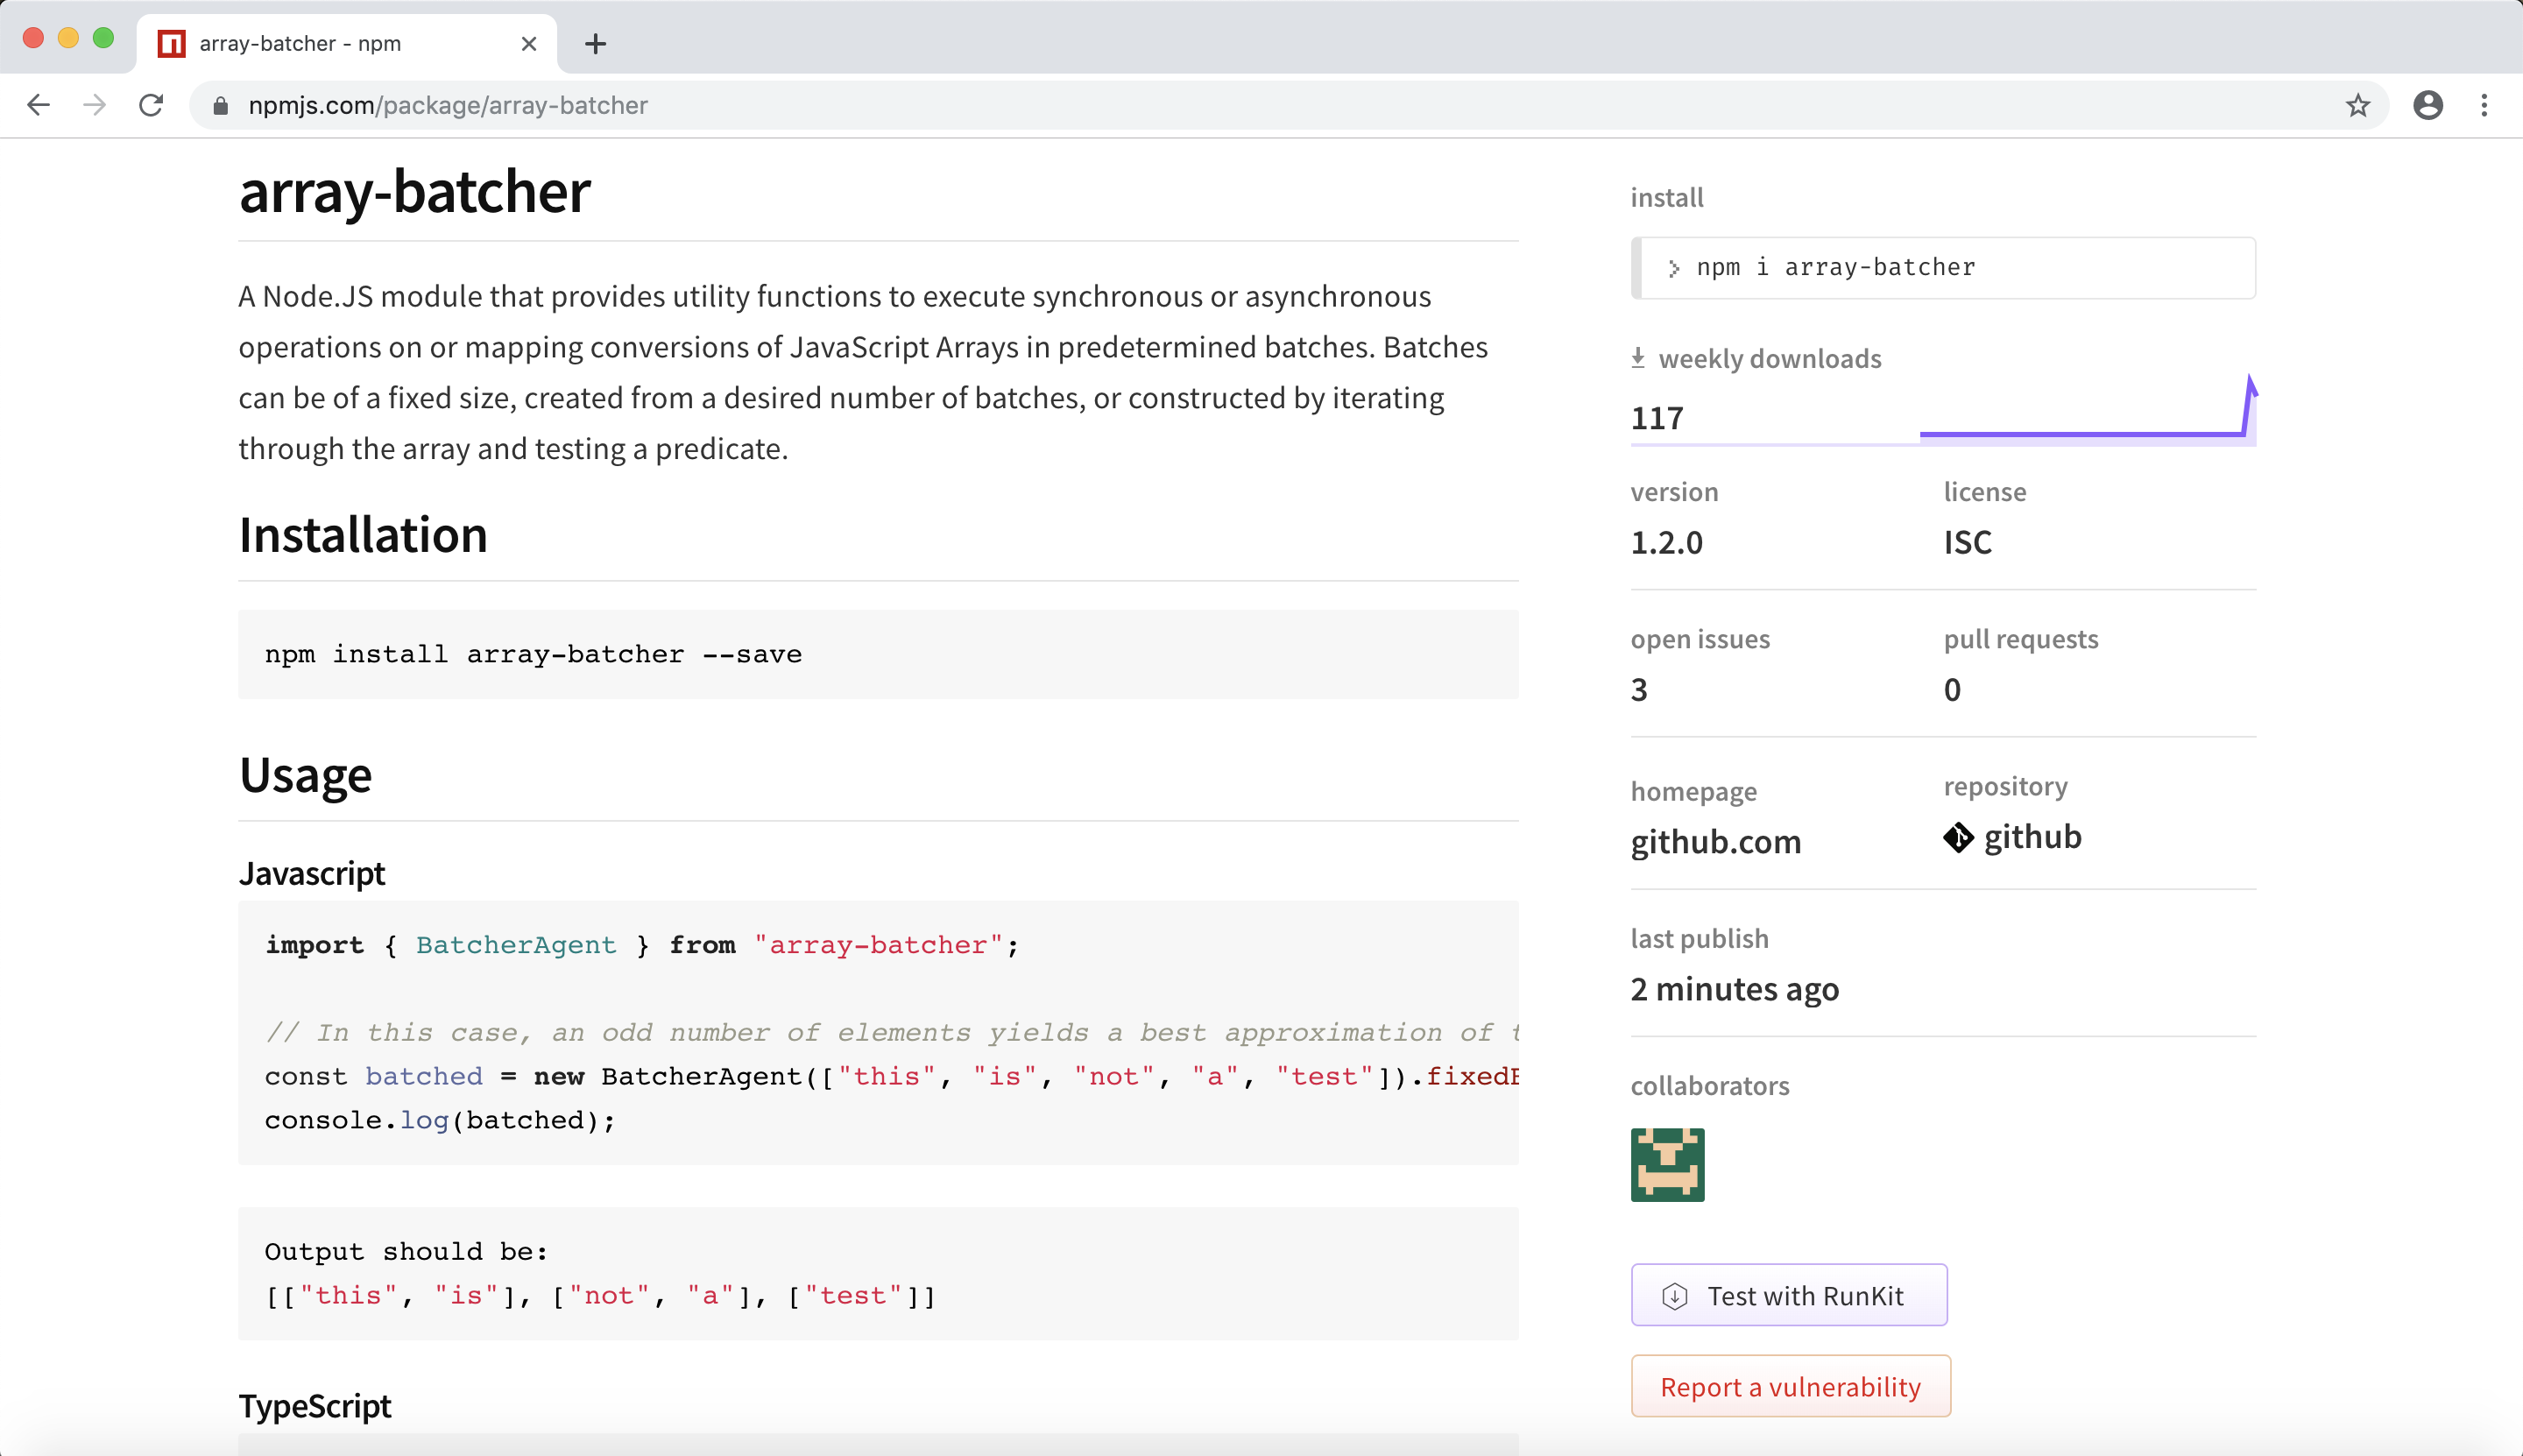 array-batcher - npm
npmjs.com/package/array-batcher
array-batcher
A Node.JS module that provides utility functions to execute synchronous or asynchronous
operations on or mapping conversions of JavaScript Arrays in predetermined batches. Batches
can be of a fixed size, created from a desired number of batches, or constructed by iterating
through the array and testing a predicate.
Installation
npm install array-batcher --save
Usage
Javascript
import { BatcherAgent } from "array-batcher";
// In this case, an odd number of elements yields a best approximation of
const batched = new BatcherAgent(["this", "is", "not", "a", "test"]).fixed
console.log(batched);
Output should be:
[["this", "is"], ["not", "a"], ["test"]]
TypeScript
install
npm i array-batcher
weekly downloads
117
version
1.2.0
license
ISC
open issues
3
pull requests
0
homepage
github.com
repository
github
last publish
2 minutes ago
collaborators
Test with RunKit
Report a vulnerability